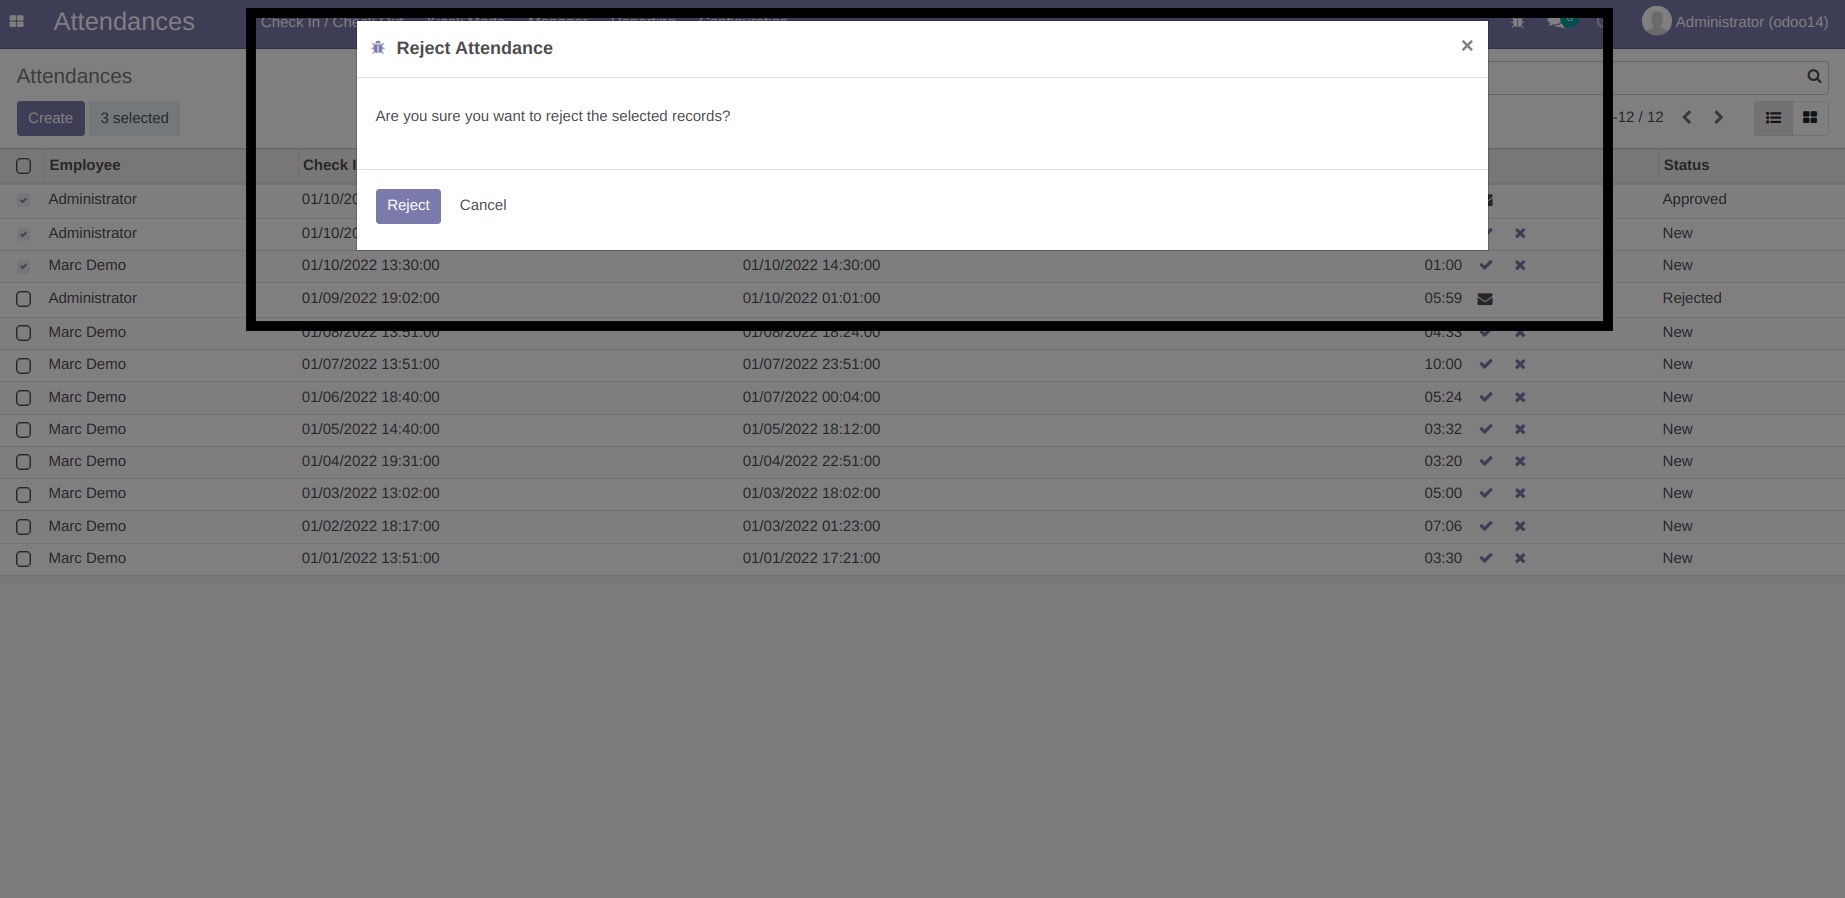 Attendances
Check In / Check Out Kiosk Mode Manager Reporting Configuration
Administrator (odoo14)
Reject Attendance ×
Attendances
Are you sure you want to reject the selected records?
Create 3 selected
-12 / 12
Employee Check I Status
Reject Cancel
Administrator 01/10/20 Approved
Administrator 01/10/20 New
Marc Demo 01/10/2022 13:30:00 01/10/2022 14:30:00 01:00 New
Administrator 01/09/2022 19:02:00 01/10/2022 01:01:00 05:59 Rejected
Marc Demo 01/08/2022 13:51:00 01/08/2022 18:24:00 04:33 New
Marc Demo 01/07/2022 13:51:00 01/07/2022 23:51:00 10:00 New
Marc Demo 01/06/2022 18:40:00 01/07/2022 00:04:00 05:24 New
Marc Demo 01/05/2022 14:40:00 01/05/2022 18:12:00 03:32 New
Marc Demo 01/04/2022 19:31:00 01/04/2022 22:51:00 03:20 New
Marc Demo 01/03/2022 13:02:00 01/03/2022 18:02:00 05:00 New
Marc Demo 01/02/2022 18:17:00 01/03/2022 01:23:00 07:06 New
Marc Demo 01/01/2022 13:51:00 01/01/2022 17:21:00 03:30 New